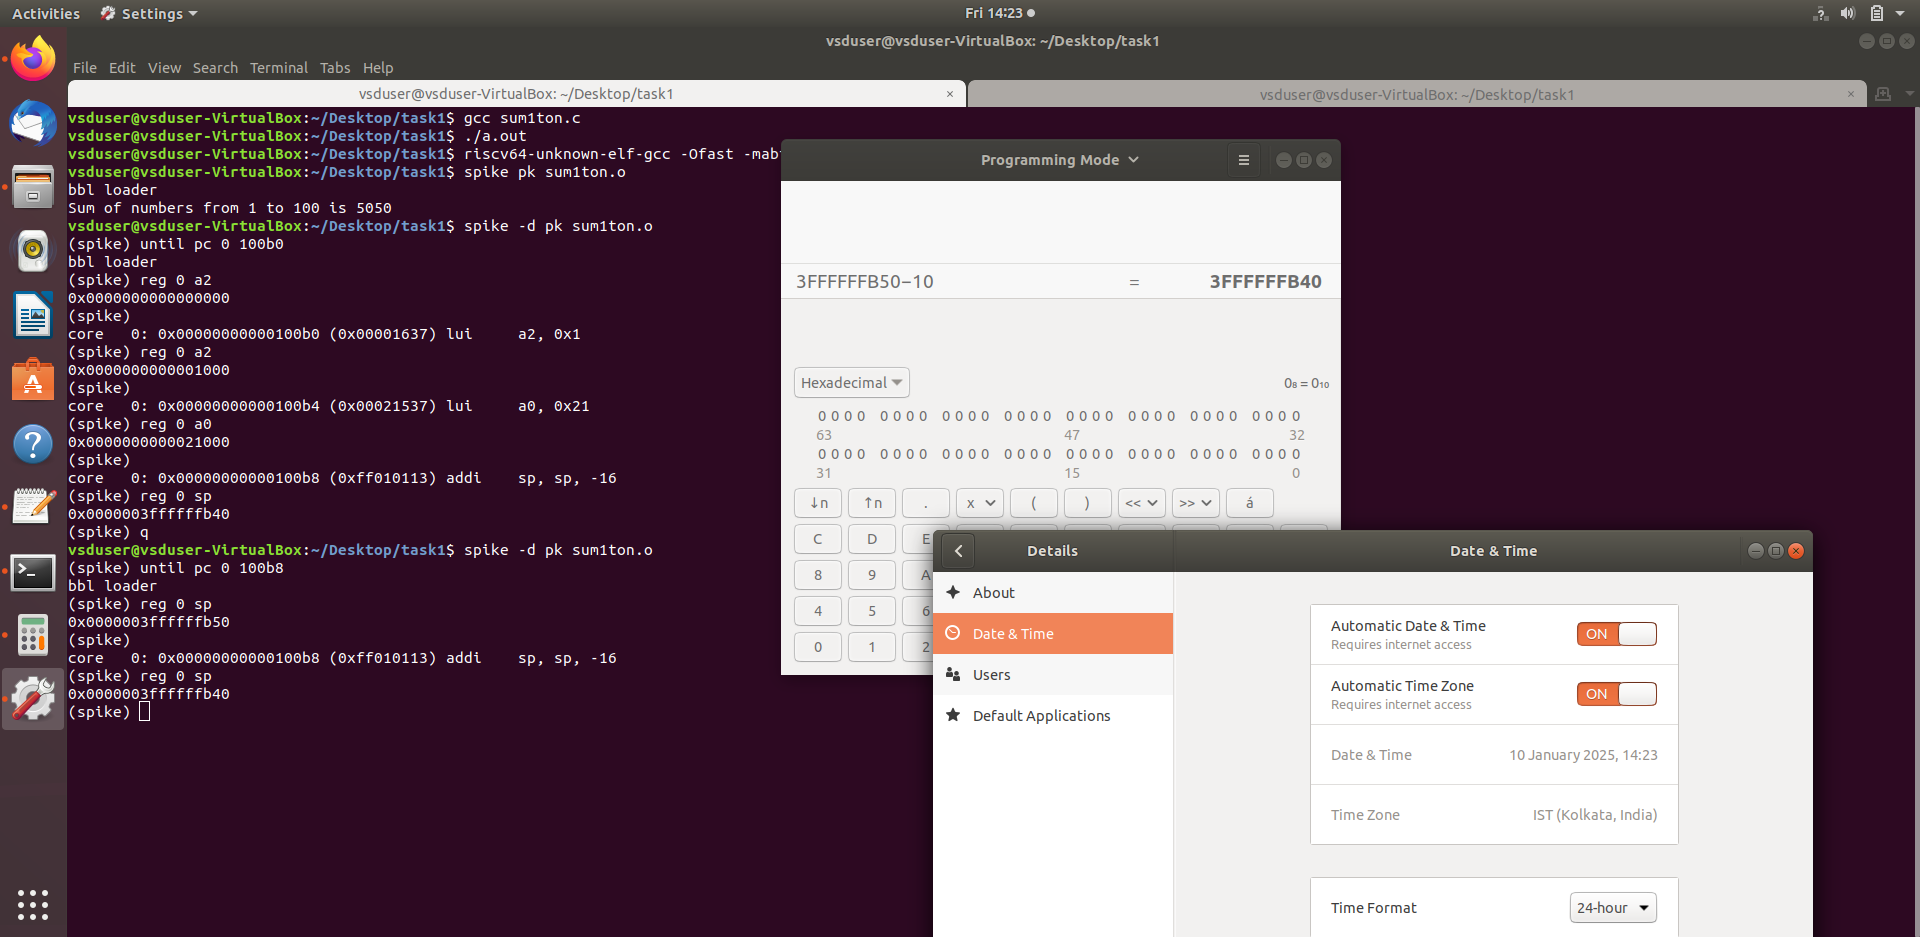 Activities Settings Fri 14:23
vsduser@vsduser-VirtualBox: ~/Desktop/task1
File Edit View Search Terminal Tabs Help
vsduser@vsduser-VirtualBox: ~/Desktop/task1 × vsduser@vsduser-VirtualBox: ~/Desktop/task1 ×
vsduser@vsduser-VirtualBox:~/Desktop/task1$ gcc sum1ton.c
vsduser@vsduser-VirtualBox:~/Desktop/task1$ ./a.out
vsduser@vsduser-VirtualBox:~/Desktop/task1$ riscv64-unknown-elf-gcc -Ofast
vsduser@vsduser-VirtualBox:~/Desktop/task1$ spike pk sum1ton.o
bbl loader
Sum of numbers from 1 to 100 is 5050
vsduser@vsduser-VirtualBox:~/Desktop/task1$ spike -d pk sum1ton.o
(spike) until pc 0 100b0
bbl loader
(spike) reg 0 a2
0x0000000000000000
(spike)
core 0: 0x00000000000100b0 (0x00001637) lui a2, 0x1
(spike) reg 0 a2
0x0000000000001000
(spike)
core 0: 0x00000000000100b4 (0x00021537) lui a0, 0x21
(spike) reg 0 a0
0x0000000000021000
(spike)
core 0: 0x00000000000100b8 (0xff010113) addi sp, sp, -16
(spike) reg 0 sp
0x0000003ffffffb40
(spike) q
vsduser@vsduser-VirtualBox:~/Desktop/task1$ spike -d pk sum1ton.o
(spike) until pc 0 100b8
bbl loader
(spike) reg 0 sp
0x0000003ffffffb50
(spike)
core 0: 0x00000000000100b8 (0xff010113) addi sp, sp, -16
(spike) reg 0 sp
0x0000003ffffffb40
(spike)
Programming Mode
3FFFFFFB50−10 = 3FFFFFFB40
Hexadecimal 0₈ = 0₁₀
0000 0000 0000 0000 0000 0000 0000 0000
63 47 32
0000 0000 0000 0000 0000 0000 0000 0000
31 15 0
↓n ↑n . x ( ) << >> á
C D E
8 9 A
4 5 6
0 1 2
Details
About
Date & Time
Users
Default Applications
Date & Time
Automatic Date & Time ON
Requires internet access
Automatic Time Zone ON
Requires internet access
Date & Time 10 January 2025, 14:23
Time Zone IST (Kolkata, India)
Time Format 24-hour